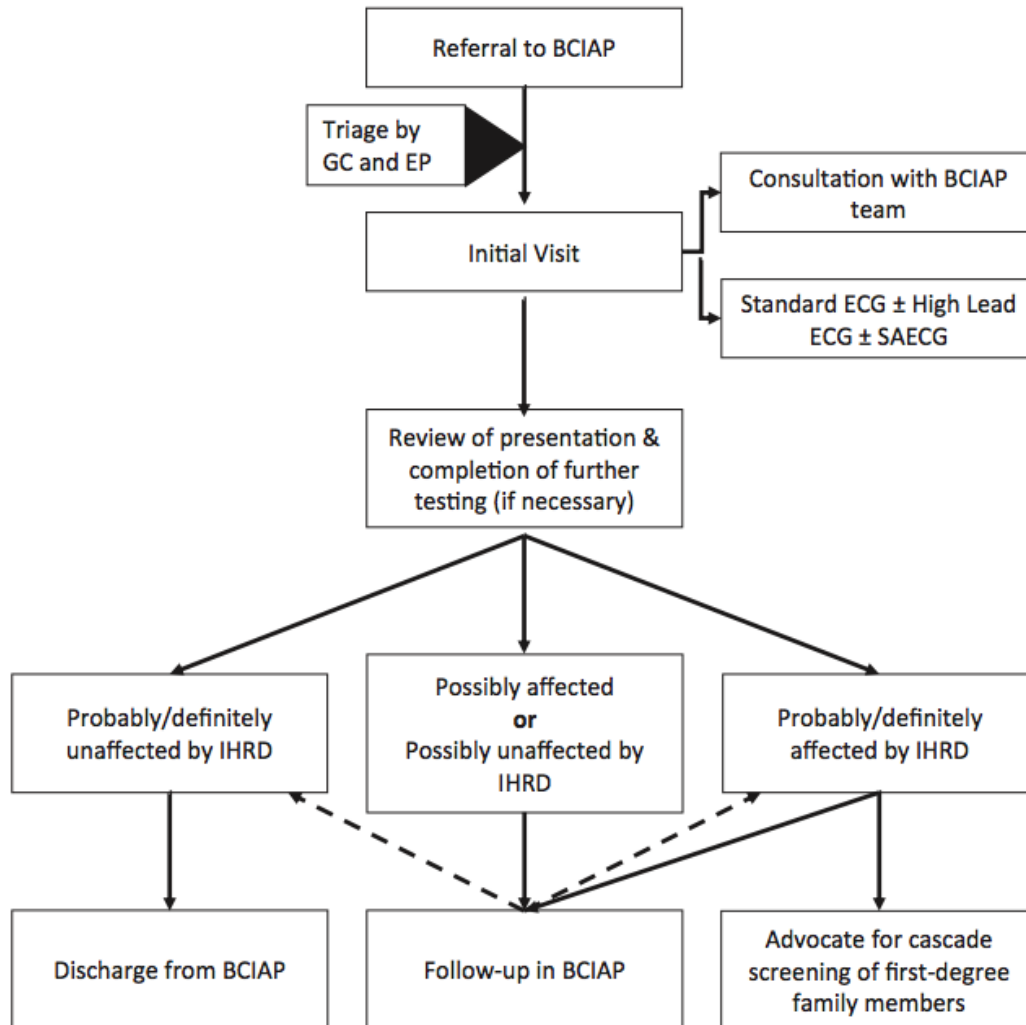 Referral to BCIAP
Triage by
GC and EP
Consultation with BCIAP
team
Initial Visit
Standard ECG ± High Lead
ECG ± SAECG
Review of presentation &
completion of further
testing (if necessary)
Probably/definitely
unaffected by IHRD
Possibly affected
or
Possibly unaffected by
IHRD
Probably/definitely
affected by IHRD
Discharge from BCIAP
Follow-up in BCIAP
Advocate for cascade
screening of first-degree
family members